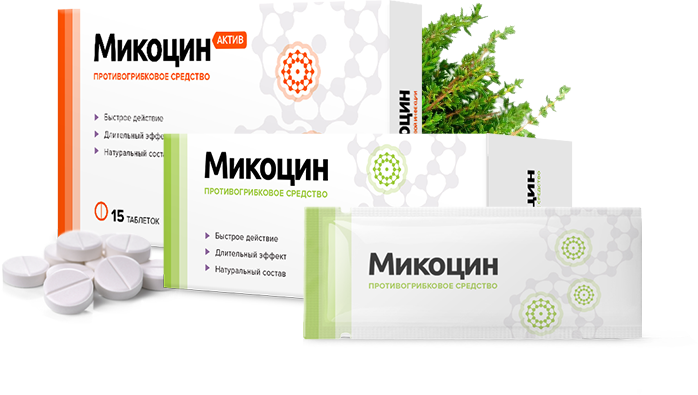 Микоцин АКТИВ
ПРОТИВОГРИБКОВОЕ СРЕДСТВО
Быстрое действие
Длительный
Натуральный состав
15 ТАБЛЕТОК
Микоцин
ПРОТИВОГРИБКОВОЕ СРЕДСТВО
Быстрое действие
Длительный эффект
Натуральный состав
Микоцин
ПРОТИВОГРИБКОВОЕ СРЕДСТВО